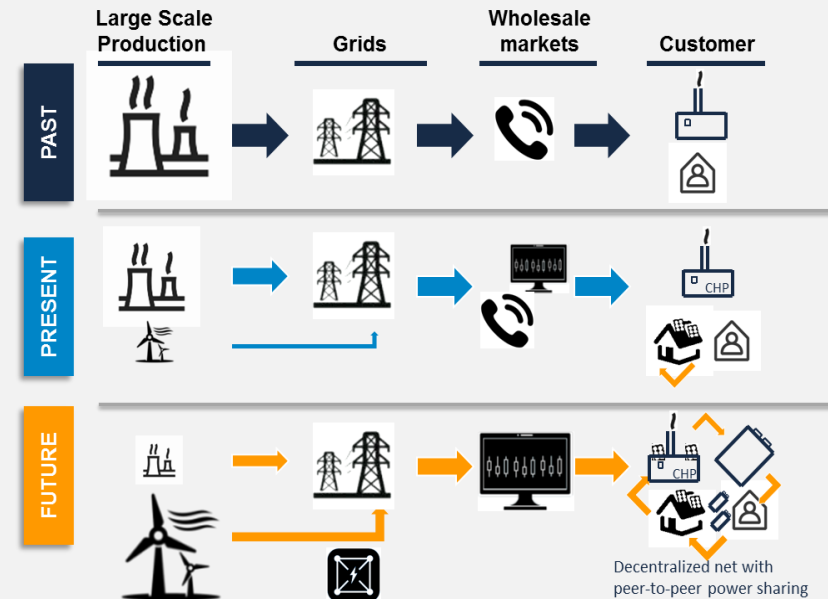 Large Scale
Production
Grids
Wholesale
markets
Customer
PAST
PRESENT
CHP
FUTURE
CHP
Decentralized net with
peer-to-peer power sharing